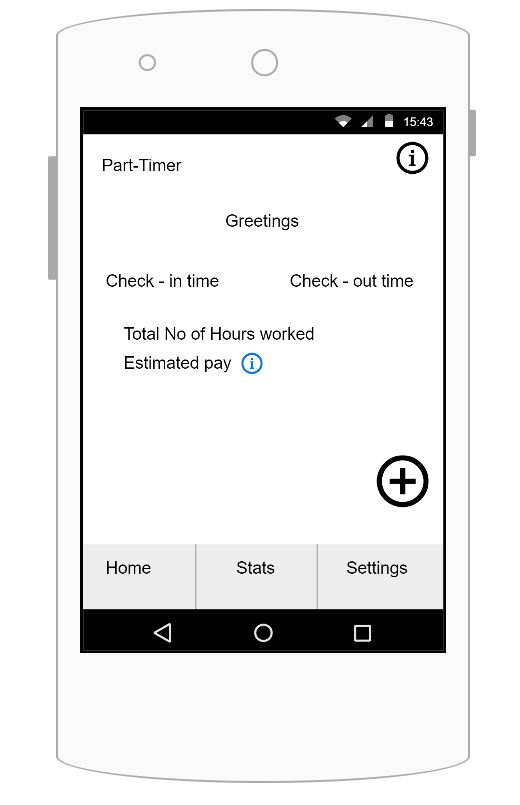 15:43
Part-Timer
Greetings
Check - in time Check - out time
Total No of Hours worked
Estimated pay
Home Stats Settings